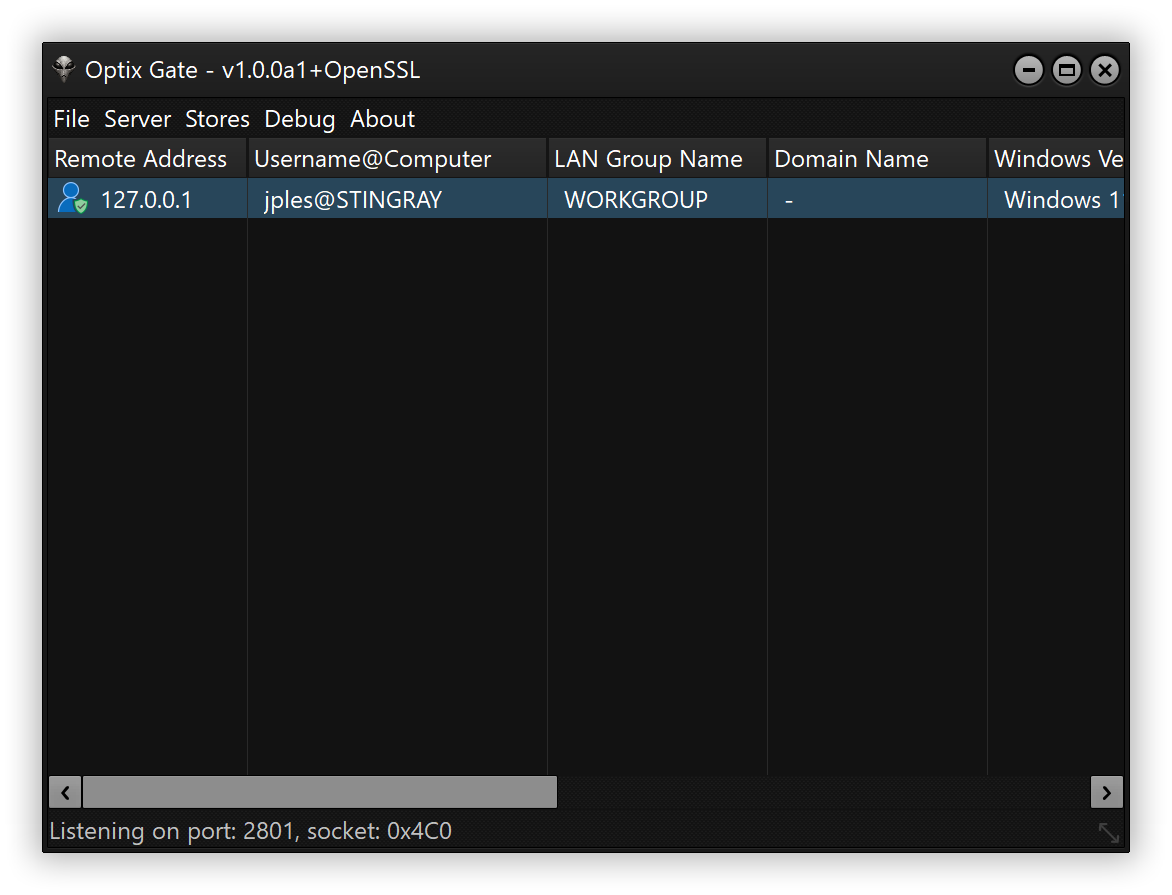 Optix Gate - v1.0.0a1+OpenSSL
File Server Stores Debug About
Remote Address Username@Computer LAN Group Name Domain Name Windows Ve
127.0.0.1 jples@STINGRAY WORKGROUP - Windows 11
Listening on port: 2801, socket: 0x4C0